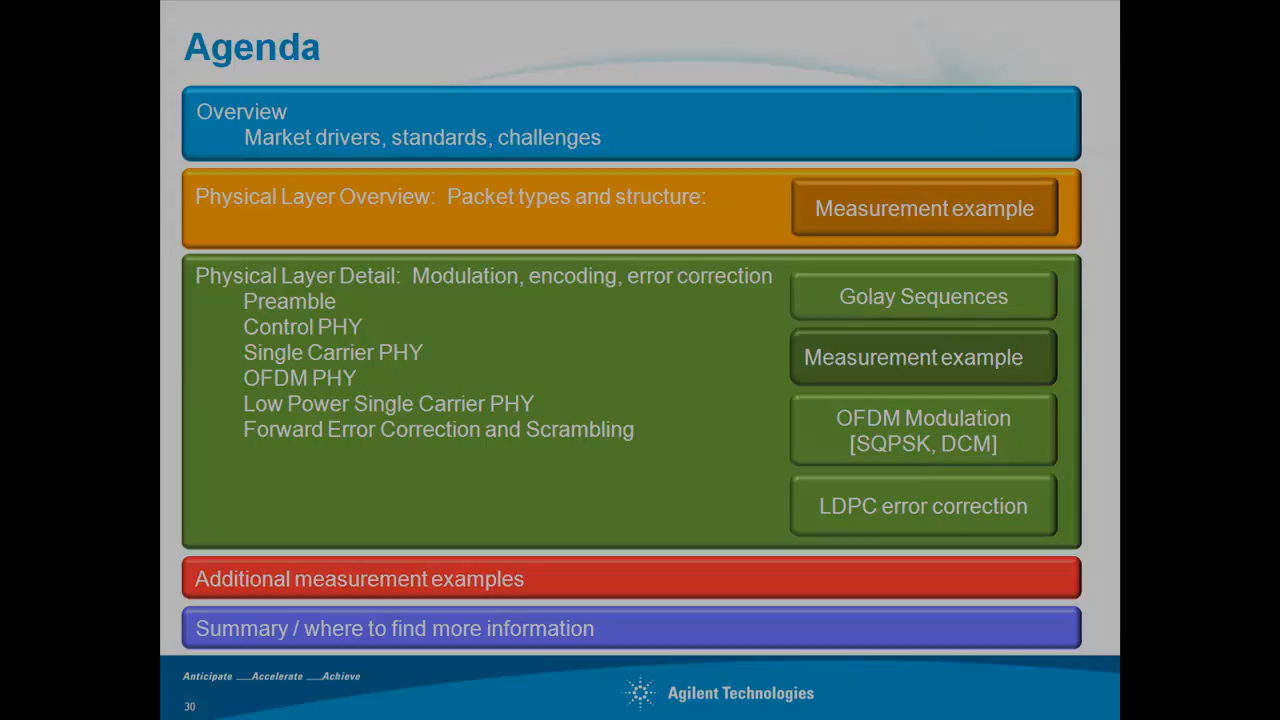 Agenda
Overview
Market drivers, standards, challenges
Physical Layer Overview: Packet types and structure:
Measurement example
Physical Layer Detail: Modulation, encoding, error correction
Preamble
Control PHY
Single Carrier PHY
OFDM PHY
Low Power Single Carrier PHY
Forward Error Correction and Scrambling
Golay Sequences
Measurement example
OFDM Modulation
[SQPSK, DCM]
LDPC error correction
Additional measurement examples
Summary / where to find more information
Anticipate ___Accelerate ___Achieve
Agilent Technologies
30